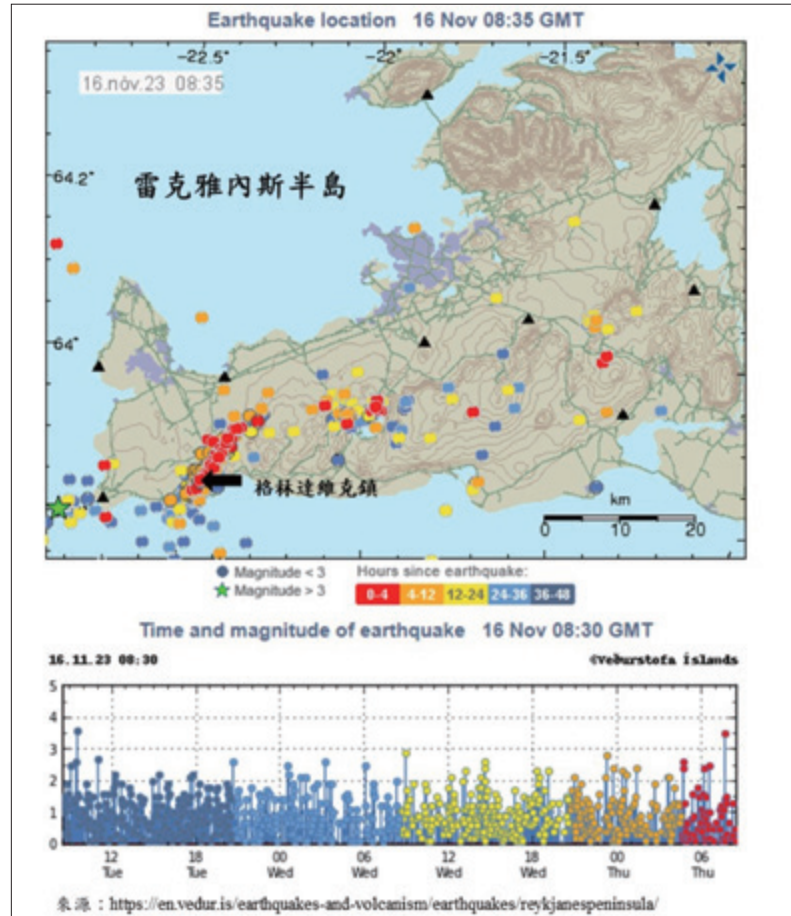 Earthquake location 16 Nov 08:35 GMT
-22.5° -22° -21.5°
16.nóv.23 08:35
64.2°
雷克雅內斯半島
64°
格林達維克鎮
km
0 10 20
Magnitude < 3
Magnitude > 3
Hours since earthquake:
0-4 4-12 12-24 24-36 36-48
Time and magnitude of earthquake 16 Nov 08:30 GMT
16.11.23 08:30 ©Veðurstofa Íslands
5
4
3
2
1
0
12 18 00 06 12 18 00 06
Tue Tue Wed Wed Wed Wed Thu Thu
來源：https://en.vedur.is/earthquakes-and-volcanism/earthquakes/reykjanespeninsula/